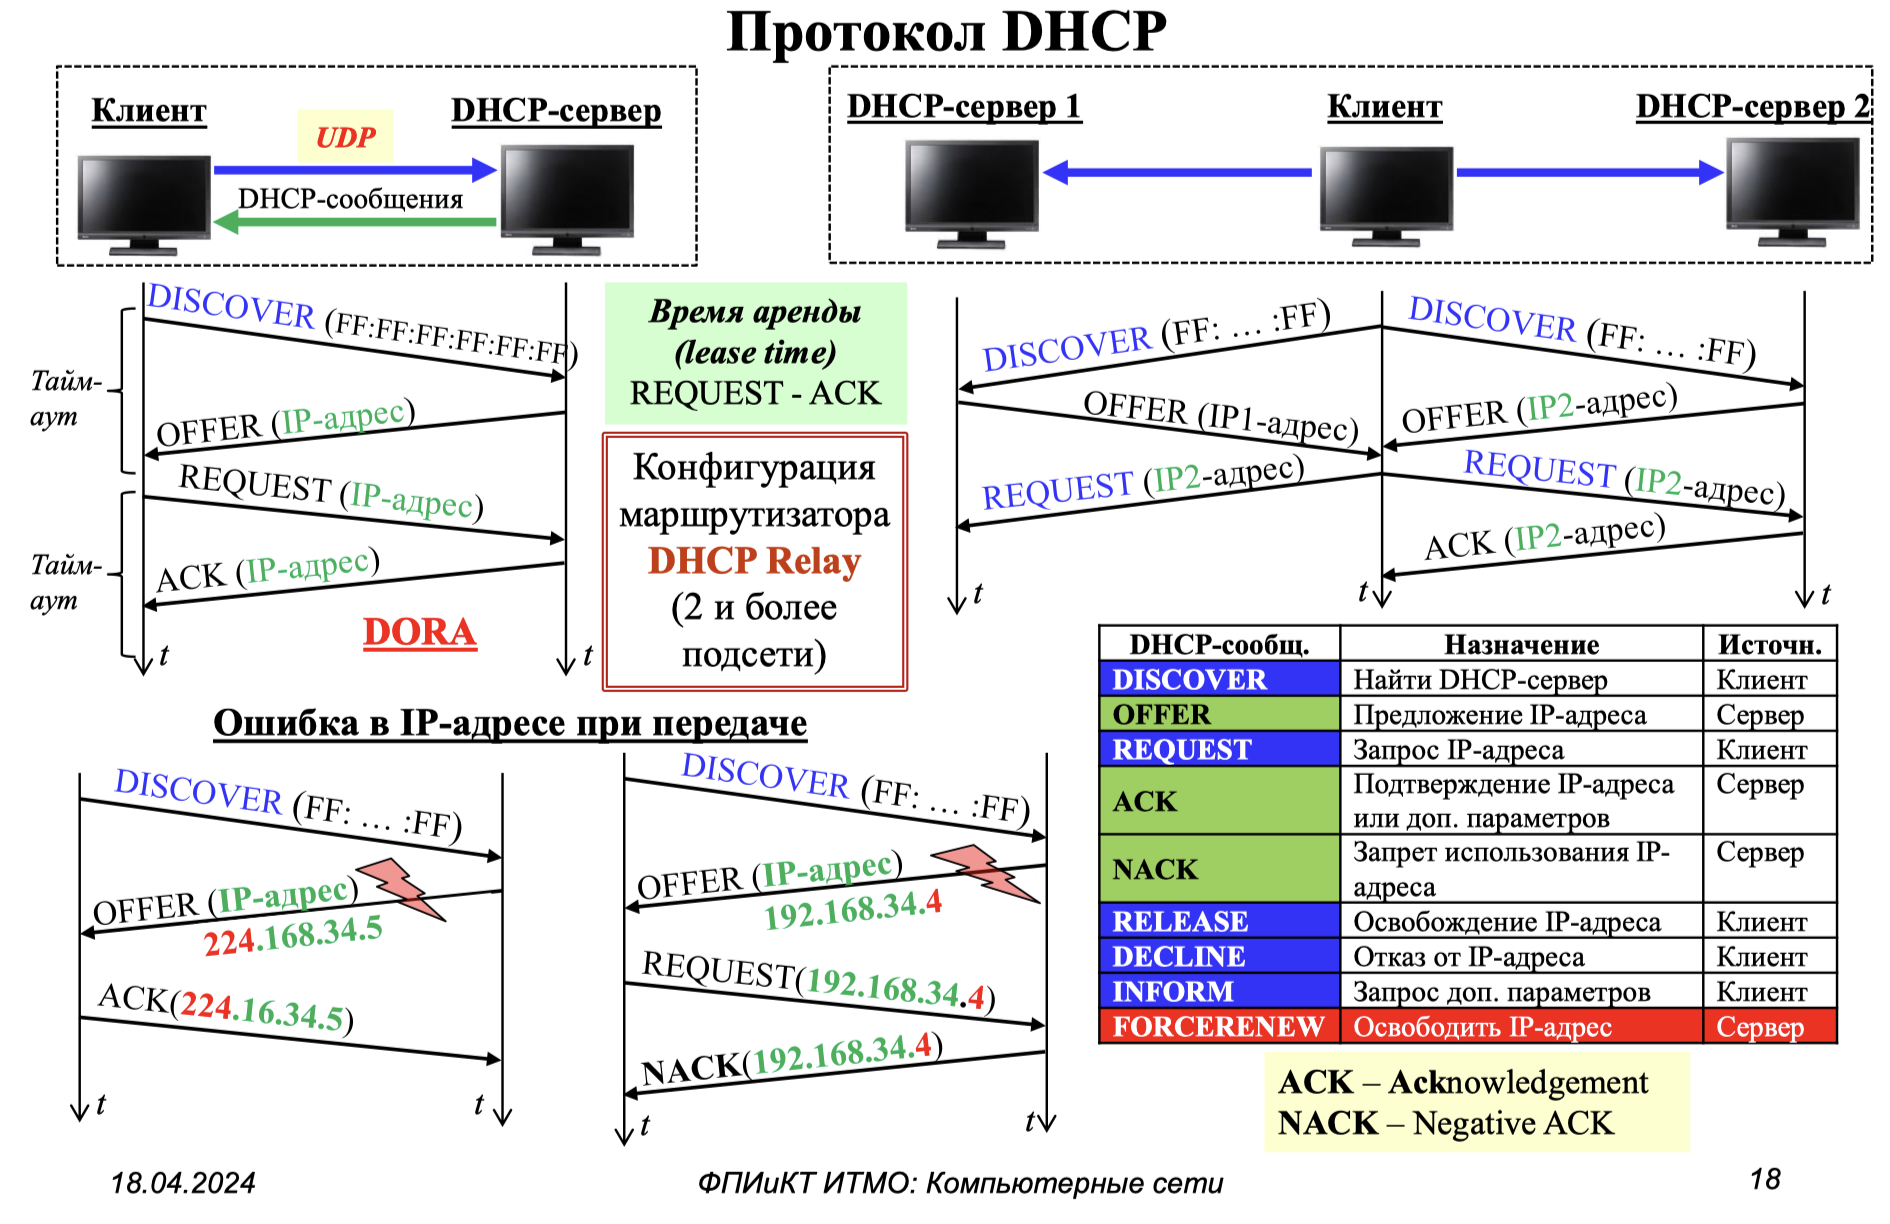 Протокол DHCP
Клиент
UDP
DHCP-сервер
DHCP-сообщения
DHCP-сервер 1
Клиент
DHCP-сервер 2
DISCOVER (FF:FF:FF:FF:FF:FF)
Тайм-
аут
OFFER (IP-адрес)
REQUEST (IP-адрес)
Тайм-
аут
ACK (IP-адрес)
DORA
t
t
Время аренды
(lease time)
REQUEST - ACK
Конфигурация
маршрутизатора
DHCP Relay
(2 и более
подсети)
DISCOVER (FF: … :FF)
DISCOVER (FF: … :FF)
OFFER (IP1-адрес)
OFFER (IP2-адрес)
REQUEST (IP2-адрес)
REQUEST (IP2-адрес)
ACK (IP2-адрес)
t
t
t
Ошибка в IP-адресе при передаче
DISCOVER (FF: … :FF)
OFFER (IP-адрес)
224.168.34.5
ACK(224.16.34.5)
t
t
DISCOVER (FF: … :FF)
OFFER (IP-адрес)
192.168.34.4
REQUEST(192.168.34.4)
NACK(192.168.34.4)
t
t
DHCP-сообщ. Назначение Источн.
DISCOVER Найти DHCP-сервер Клиент
OFFER Предложение IP-адреса Сервер
REQUEST Запрос IP-адреса Клиент
ACK Подтверждение IP-адреса Сервер
или доп. параметров
NACK Запрет использования IP- Сервер
адреса
RELEASE Освобождение IP-адреса Клиент
DECLINE Отказ от IP-адреса Клиент
INFORM Запрос доп. параметров Клиент
FORCERENEW Освободить IP-адрес Сервер
ACK – Acknowledgement
NACK – Negative ACK
18.04.2024
ФПИиКТ ИТМО: Компьютерные сети
18